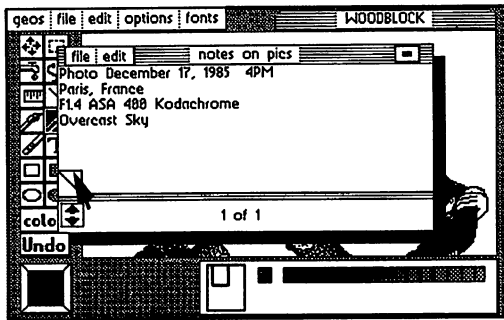 geos file edit options fonts WOODBLOCK
file edit notes on pics
Photo December 17, 1985 4PM
Paris, France
F1.4 ASA 400 Kodachrome
Overcast Sky
1 of 1
colo
Undo